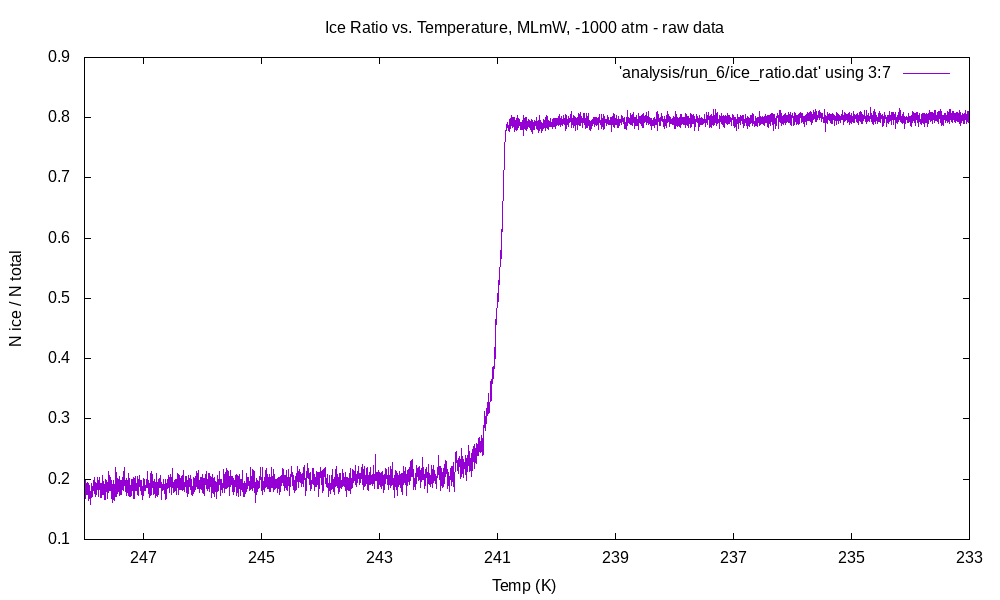 Ice Ratio vs. Temperature, MLmW, -1000 atm - raw data
'analysis/run_6/ice_ratio.dat' using 3:7
0.9
0.8
0.7
0.6
0.5
0.4
0.3
0.2
0.1
N ice / N total
247 245 243 241 239 237 235 233
Temp (K)